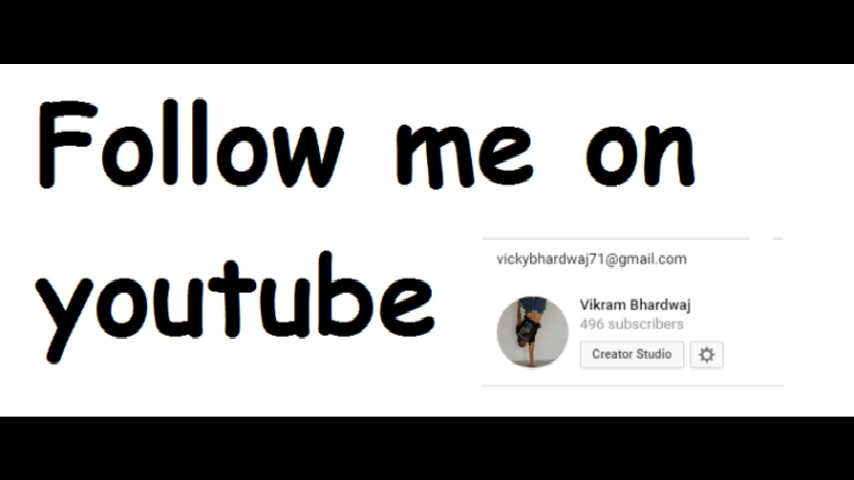 Follow me on
youtube
vickybhardwaj71@gmail.com
Vikram Bhardwaj
496 subscribers
Creator Studio